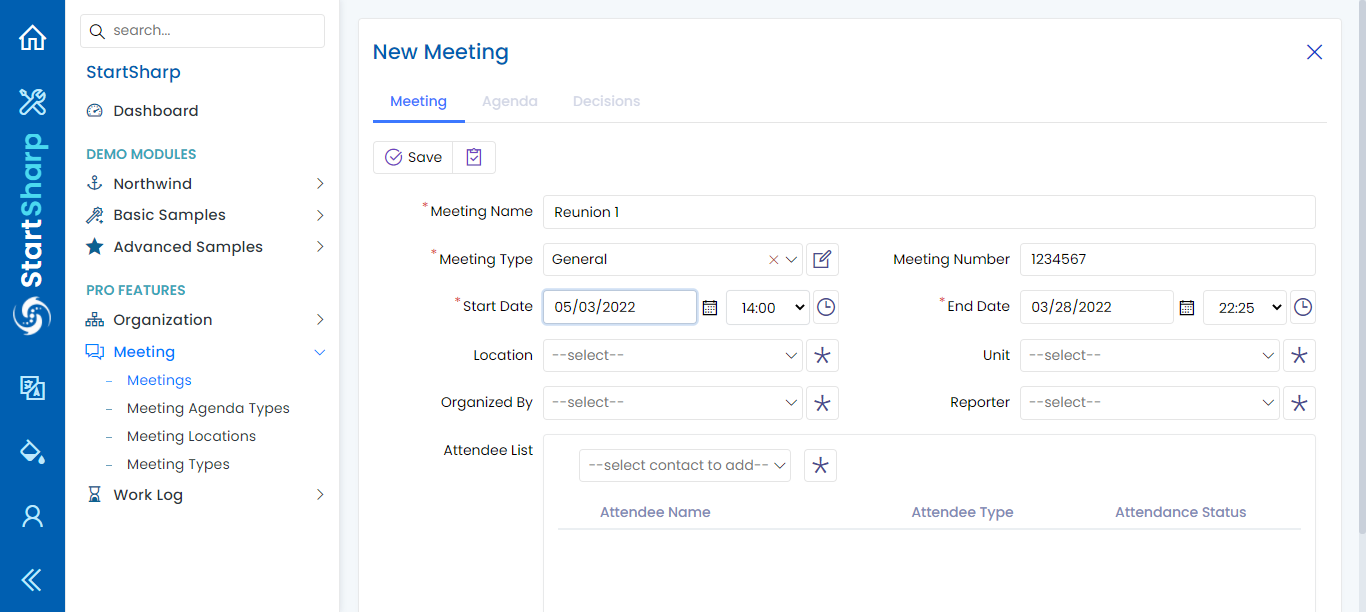 search...
StartSharp
StartSharp
Dashboard
DEMO MODULES
Northwind
Basic Samples
Advanced Samples
PRO FEATURES
Organization
Meeting
– Meetings
– Meeting Agenda Types
– Meeting Locations
– Meeting Types
Work Log
New Meeting
Meeting Agenda Decisions
Save
*Meeting Name Reunion 1
*Meeting Type General Meeting Number 1234567
*Start Date 05/03/2022 14:00 *End Date 03/28/2022 22:25
Location --select-- Unit --select--
Organized By --select-- Reporter --select--
Attendee List
--select contact to add--
Attendee Name Attendee Type Attendance Status